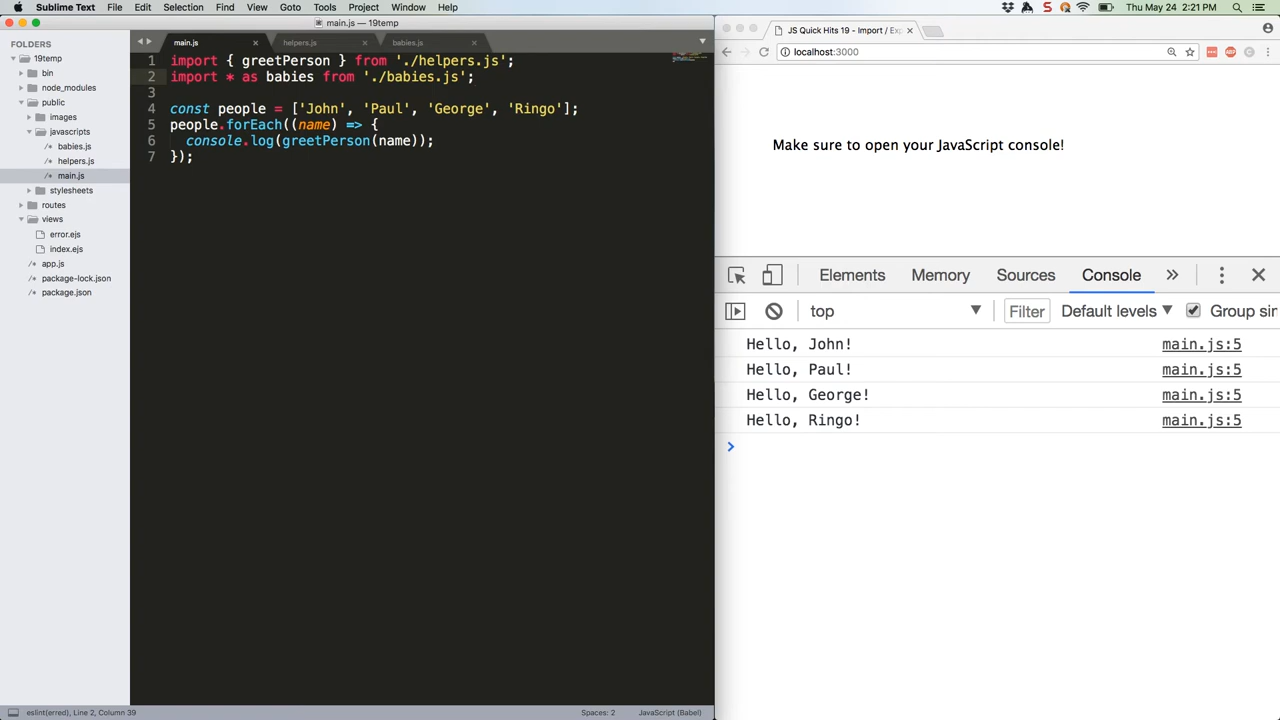 Sublime Text File Edit Selection Find View Goto Tools Project Window Help
Thu May 24 2:21 PM
main.js — 19temp
FOLDERS
19temp
bin
node_modules
public
images
javascripts
babies.js
helpers.js
main.js
stylesheets
routes
views
error.ejs
index.ejs
app.js
package-lock.json
package.json
main.js helpers.js babies.js
1 import { greetPerson } from './helpers.js';
2 import * as babies from './babies.js';
3
4 const people = ['John', 'Paul', 'George', 'Ringo'];
5 people.forEach((name) => {
6 console.log(greetPerson(name));
7 });
eslint(erred), Line 2, Column 39
Spaces: 2
JavaScript (Babel)
JS Quick Hits 19 - Import / Ex
localhost:3000
Make sure to open your JavaScript console!
Elements Memory Sources Console »
top Filter Default levels Group sir
Hello, John! main.js:5
Hello, Paul! main.js:5
Hello, George! main.js:5
Hello, Ringo! main.js:5
>